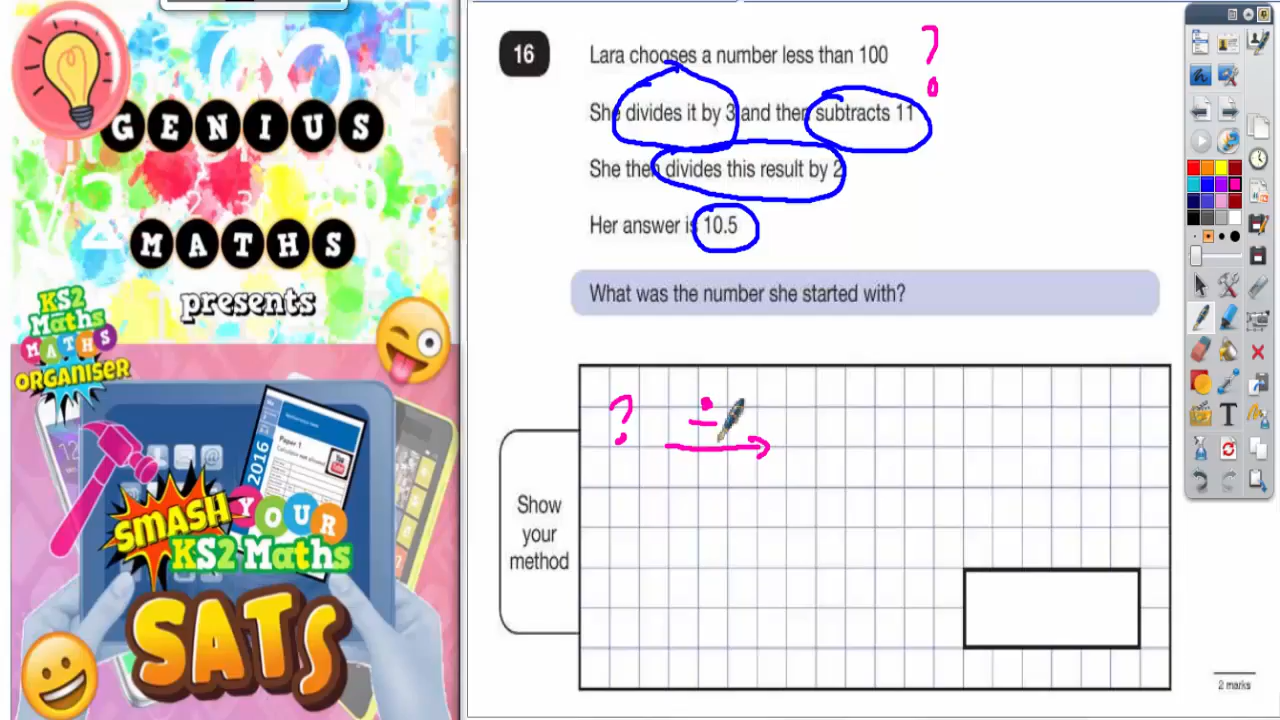 GENIUS
MATHS
presents
KS2
Maths
MATHS
ORGANISER
2016
Paper 1
You
Tube
SMASH YOUR
KS2 Maths
SATS
16
Lara chooses a number less than 100
?
She divides it by 3 and then subtracts 11
She then divides this result by 2
Her answer is 10.5
What was the number she started with?
Show
your
method
? ÷
2 marks
T